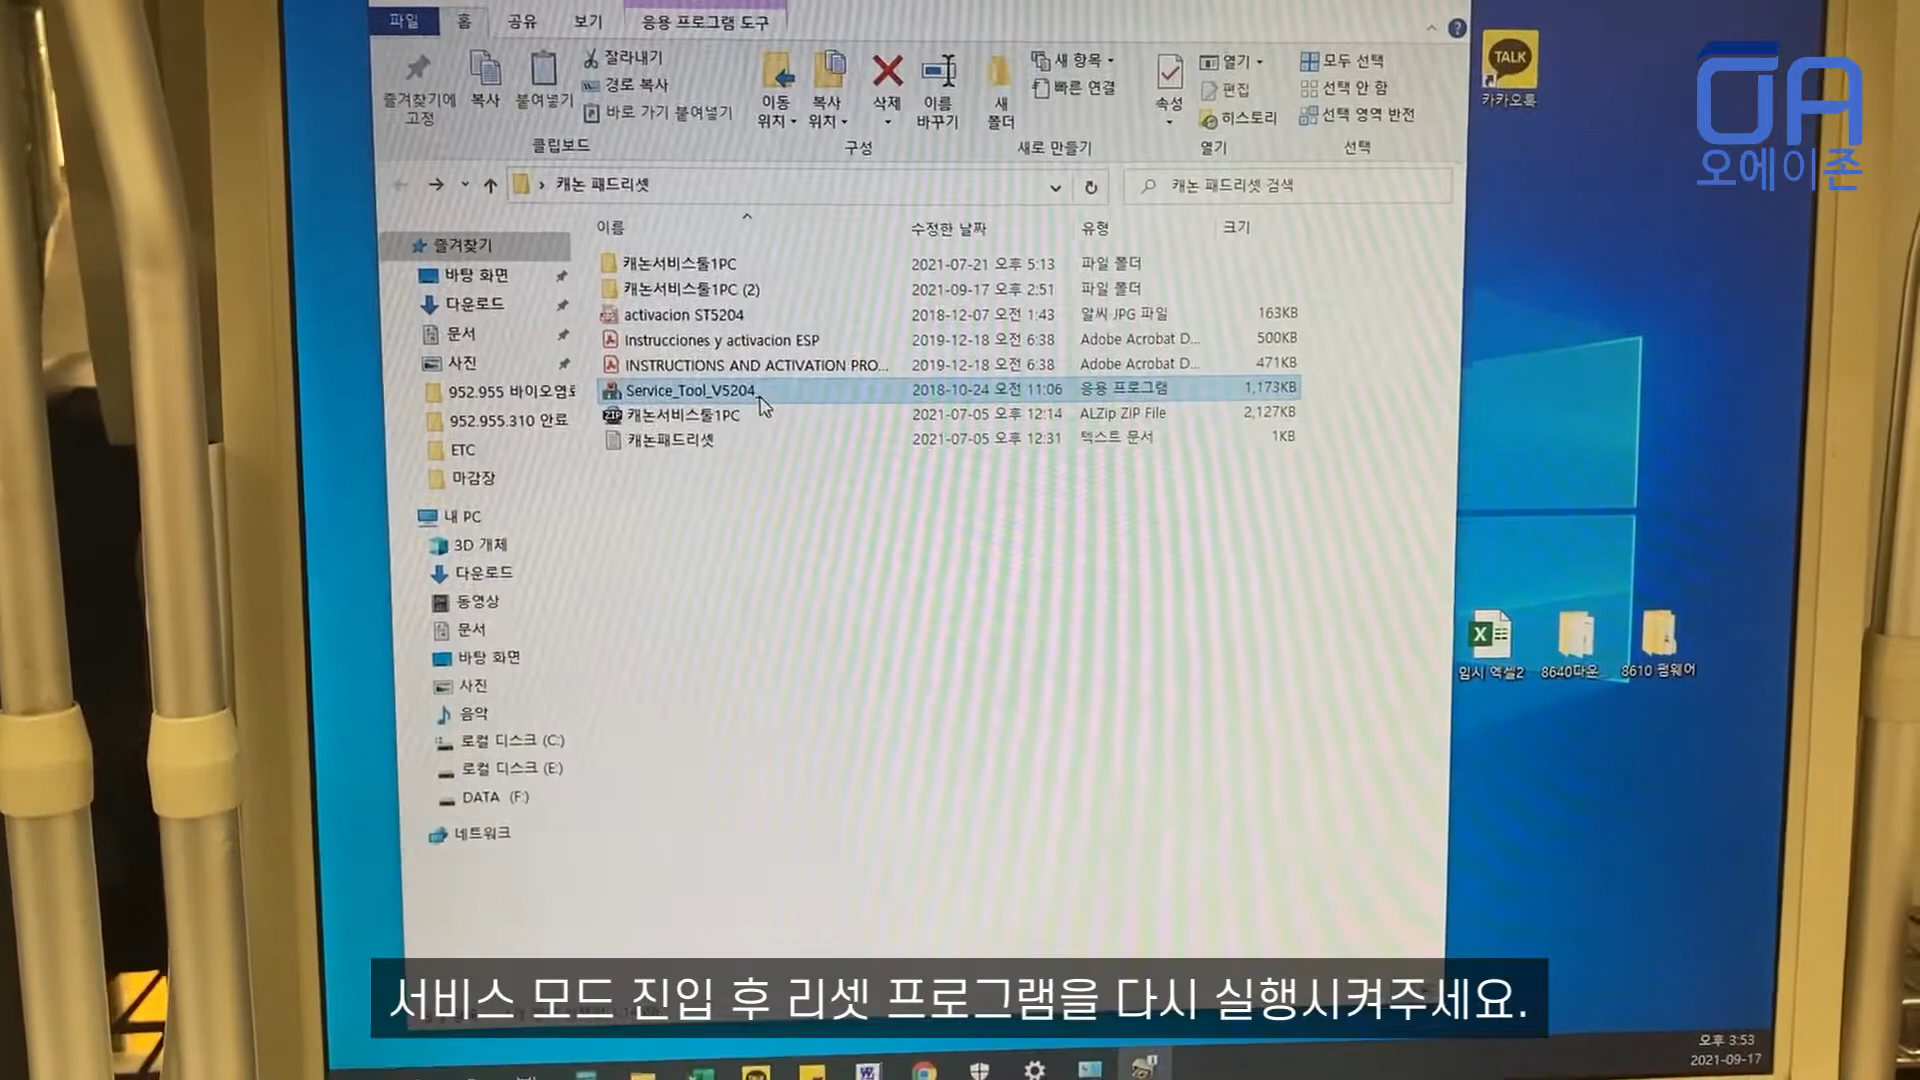 파일 홈 공유 보기 응용 프로그램 도구
즐겨찾기에 고정
복사
붙여넣기
잘라내기
경로 복사
바로 가기 붙여넣기
클립보드
이동 위치
복사 위치
삭제
이름 바꾸기
구성
새 폴더
새 항목
빠른 연결
새로 만들기
속성
열기
편집
히스토리
열기
모두 선택
선택 안 함
선택 영역 반전
선택
TALK
카카오톡
OA
오에이존
캐논 패드리셋
캐논 패드리셋 검색
이름 수정한 날짜 유형 크기
캐논서비스툴1PC 2021-07-21 오후 5:13 파일 폴더
캐논서비스툴1PC (2) 2021-09-17 오후 2:51 파일 폴더
activacion ST5204 2018-12-07 오전 1:43 알씨 JPG 파일 163KB
Instrucciones y activacion ESP 2019-12-18 오전 6:38 Adobe Acrobat D... 500KB
INSTRUCTIONS AND ACTIVATION PRO... 2019-12-18 오전 6:38 Adobe Acrobat D... 471KB
Service_Tool_V5204 2018-10-24 오전 11:06 응용 프로그램 1,173KB
캐논서비스툴1PC 2021-07-05 오후 12:14 ALZip ZIP File 2,127KB
캐논패드리셋 2021-07-05 오후 12:31 텍스트 문서 1KB
즐겨찾기
바탕 화면
다운로드
문서
사진
952.955 바이오염료
952.955.310 안료
ETC
마감장
내 PC
3D 개체
다운로드
동영상
문서
바탕 화면
사진
음악
로컬 디스크 (C:)
로컬 디스크 (E:)
DATA (F:)
네트워크
임시 엑셀2
8640다운...
8610 펌웨어
서비스 모드 진입 후 리셋 프로그램을 다시 실행시켜주세요.
오후 3:53
2021-09-17